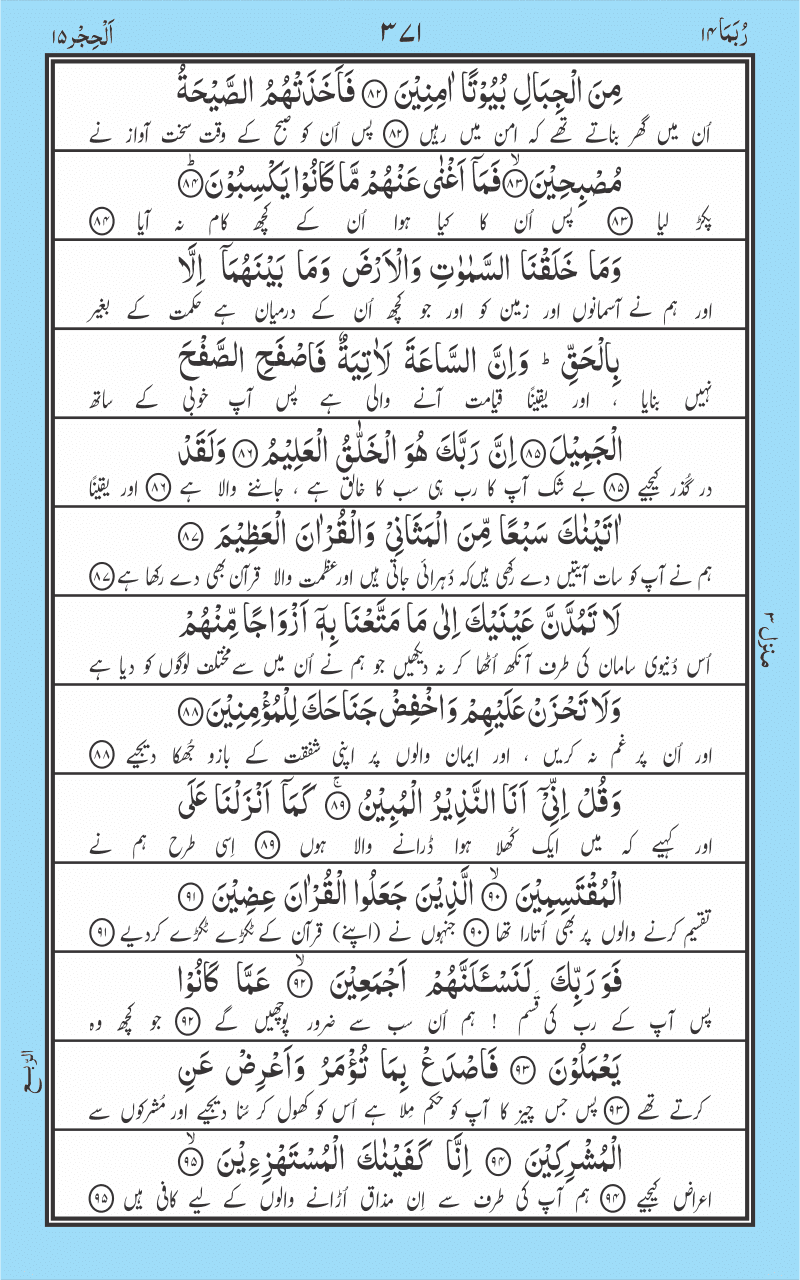 رُبَمَا ۱۴
۳۷۱
اَلْحِجْر ۱۵
مِنَ الْجِبَالِ بُيُوْتًا اٰمِنِيْنَ ۝۸۲ فَاَخَذَتْهُمُ الصَّيْحَةُ
اُن میں گھر بناتے تھے کہ امن میں رہیں ۝۸۲ پس اُن کو صبح کے وقت سخت آواز نے
مُصْبِحِيْنَ ۝۸۳ۙ فَمَاۤ اَغْنٰى عَنْهُمْ مَّا كَانُوْا يَكْسِبُوْنَ ۝۸۴ؕ
پکڑ لیا ۝۸۳ پس اُن کا کیا ہوا اُن کے کچھ کام نہ آیا ۝۸۴
وَمَا خَلَقْنَا السَّمٰوٰتِ وَالْاَرْضَ وَمَا بَيْنَهُمَاۤ اِلَّا
اور ہم نے آسمانوں اور زمین کو اور جو کچھ اُن کے درمیان ہے حکمت کے بغیر
بِالْحَقِّ ؕ وَاِنَّ السَّاعَةَ لَاٰتِيَةٌ فَاصْفَحِ الصَّفْحَ
نہیں بنایا ، اور یقینًا قیامت آنے والی ہے پس آپ خوبی کے ساتھ
الْجَمِيْلَ ۝۸۵ اِنَّ رَبَّكَ هُوَ الْخَلّٰقُ الْعَلِيْمُ ۝۸۶ وَلَقَدْ
در گُذر کیجیے ۝۸۵ بے شک آپ کا رب ہی سب کا خالق ہے ، جاننے والا ہے ۝۸۶ اور یقینًا
اٰتَيْنٰكَ سَبْعًا مِّنَ الْمَثَانِيْ وَالْقُرْاٰنَ الْعَظِيْمَ ۝۸۷
ہم نے آپ کو سات آیتیں دے رکھی ہیں کہ دُہرائی جاتی ہیں اور عظمت والا قرآن بھی دے رکھا ہے ۝۸۷
لَا تَمُدَّنَّ عَيْنَيْكَ اِلٰى مَا مَتَّعْنَا بِهٖۤ اَزْوَاجًا مِّنْهُمْ
اُس دُنیوی سامان کی طرف آنکھ اُٹھا کر نہ دیکھیں جو ہم نے اُن میں سے مختلف لوگوں کو دیا ہے
وَلَا تَحْزَنْ عَلَيْهِمْ وَاخْفِضْ جَنَاحَكَ لِلْمُؤْمِنِيْنَ ۝۸۸
اور اُن پر غم نہ کریں ، اور ایمان والوں پر اپنی شفقت کے بازو جُھکا دیجیے ۝۸۸
وَقُلْ اِنِّيْۤ اَنَا النَّذِيْرُ الْمُبِيْنُ ۝۸۹ۚ كَمَاۤ اَنْزَلْنَا عَلَى
اور کہیے کہ میں ایک کُھلا ہوا ڈرانے والا ہوں ۝۸۹ اِسی طرح ہم نے
الْمُقْتَسِمِيْنَ ۝۹۰ۙ الَّذِيْنَ جَعَلُوا الْقُرْاٰنَ عِضِيْنَ ۝۹۱
تقسیم کرنے والوں پر بھی اُتارا تھا ۝۹۰ جنہوں نے (اپنے) قرآن کے ٹکڑے ٹکڑے کردیے ۝۹۱
فَوَرَبِّكَ لَنَسْـَٔلَنَّهُمْ اَجْمَعِيْنَ ۝۹۲ۙ عَمَّا كَانُوْا
پس آپ کے رب کی قسم ! ہم اُن سب سے ضرور پوچھیں گے ۝۹۲ جو کچھ وہ
يَعْمَلُوْنَ ۝۹۳ فَاصْدَعْ بِمَا تُؤْمَرُ وَاَعْرِضْ عَنِ
کرتے تھے ۝۹۳ پس جس چیز کا آپ کو حکم مِلا ہے اُس کو کھول کر سُنا دیجیے اور مُشرکوں سے
الْمُشْرِكِيْنَ ۝۹۴ اِنَّا كَفَيْنٰكَ الْمُسْتَهْزِءِيْنَ ۝۹۵ۙ
اعراض کیجیے ۝۹۴ ہم آپ کی طرف سے اِن مذاق اُڑانے والوں کے لیے کافی ہیں ۝۹۵
منزل ۳
الربع